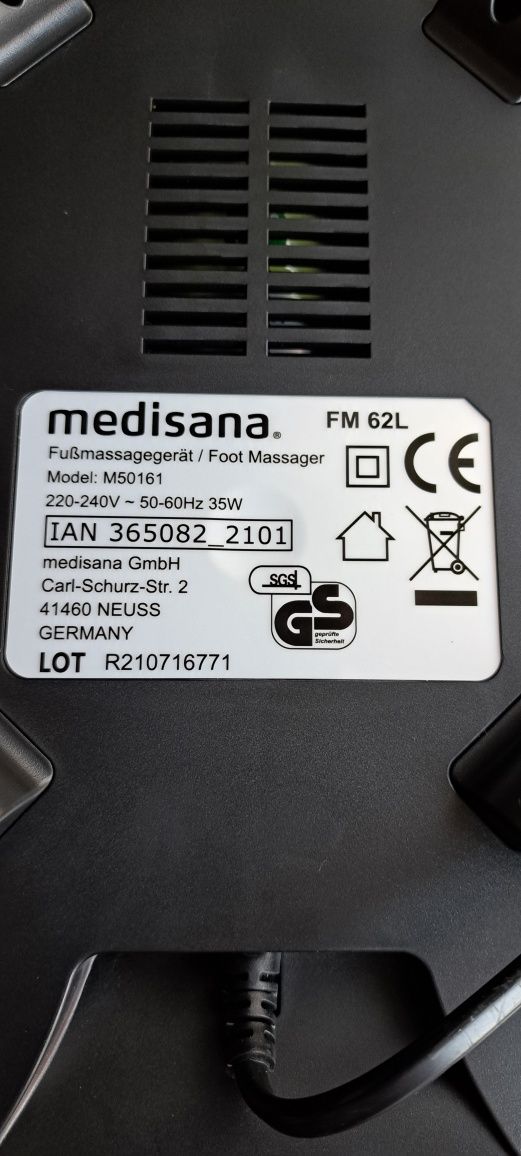 medisana®
FM 62L
Fußmassagegerät / Foot Massager
Model: M50161
220-240V ~ 50-60Hz 35W
IAN 365082_2101
medisana GmbH
Carl-Schurz-Str. 2
41460 NEUSS
GERMANY
LOT R210716771
CE
SGS
GS
geprüfte
Sicherheit